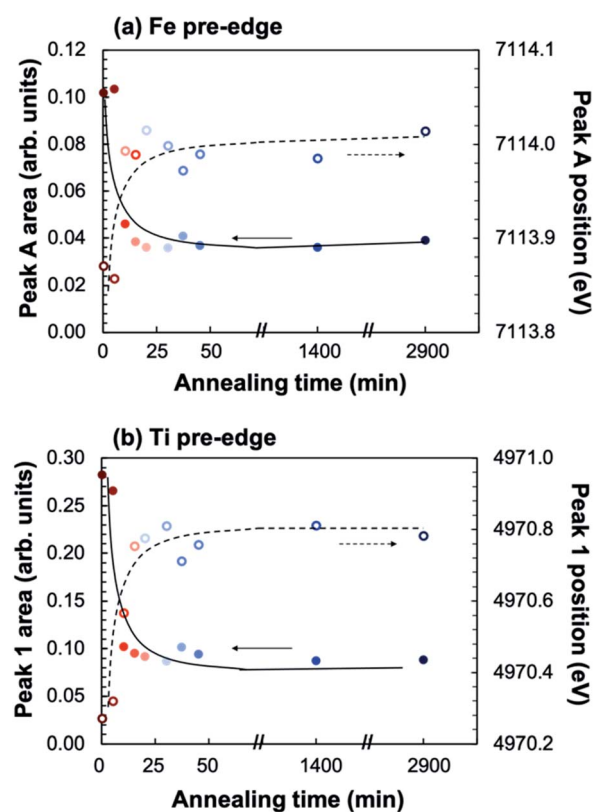 (a) Fe pre-edge
0.12
0.10
0.08
0.06
0.04
0.02
0.00
Peak A area (arb. units)
7114.1
7114.0
7113.9
7113.8
Peak A position (eV)
0 25 50 1400 2900
Annealing time (min)
(b) Ti pre-edge
0.30
0.25
0.20
0.15
0.10
0.05
0.00
Peak 1 area (arb. units)
4971.0
4970.8
4970.6
4970.4
4970.2
Peak 1 position (eV)
0 25 50 1400 2900
Annealing time (min)